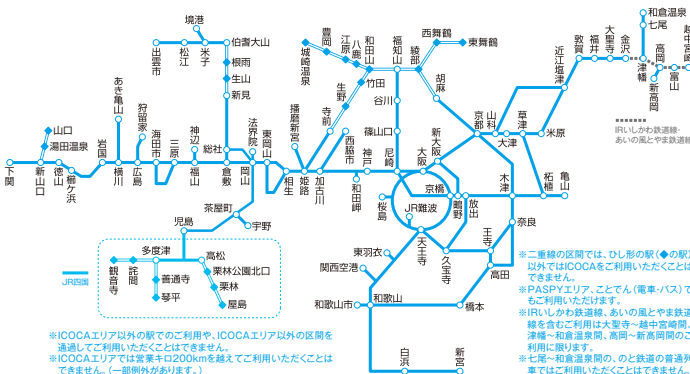 境港
出雲市
松江
米子
伯耆大山
根雨
生山
新見
あき亀山
狩留家
海田市
三原
神辺
総社
法界院
東岡山
山口
湯田温泉
下関
新山口
徳山
櫛ケ浜
岩国
横川
広島
福山
倉敷
岡山
相生
茶屋町
宇野
児島
多度津
高松
観音寺
詫間
善通寺
琴平
栗林公園北口
栗林
屋島
JR四国
城崎温泉
豊岡
江原
八鹿
和田山
竹田
生野
寺前
播磨新宮
西脇市
姫路
加古川
福知山
綾部
西舞鶴
東舞鶴
胡麻
谷川
篠山口
神戸
尼崎
和田岬
新大阪
大阪
京橋
鴫野
放出
桜島
JR難波
天王寺
久宝寺
東羽衣
関西空港
和歌山市
和歌山
橋本
高田
王寺
奈良
木津
白浜
新宮
京都
山科
大津
草津
米原
柘植
亀山
近江塩津
敦賀
福井
大聖寺
金沢
和倉温泉
七尾
津幡
高岡
新高岡
富山
越中宮崎
IRいしかわ鉄道線・
あいの風とやま鉄道線
※ICOCAエリア以外の駅でのご利用や、ICOCAエリア以外の区間を
通過してご利用いただくことはできません。
※ICOCAエリアでは営業キロ200kmを越えてご利用いただくことは
できません。(一部例外があります。)
※二重線の区間では、ひし形の駅(◆の駅)
以外ではICOCAをご利用いただくことは
できません。
※PASPYエリア、ことでん(電車・バス)で
もご利用いただけます。
※IRいしかわ鉄道線、あいの風とやま鉄道
線を含むご利用は大聖寺〜越中宮崎間、
津幡〜和倉温泉間、高岡〜新高岡間のご
利用に限ります。
※七尾〜和倉温泉間の、のと鉄道の普通列
車ではご利用いただくことはできません。